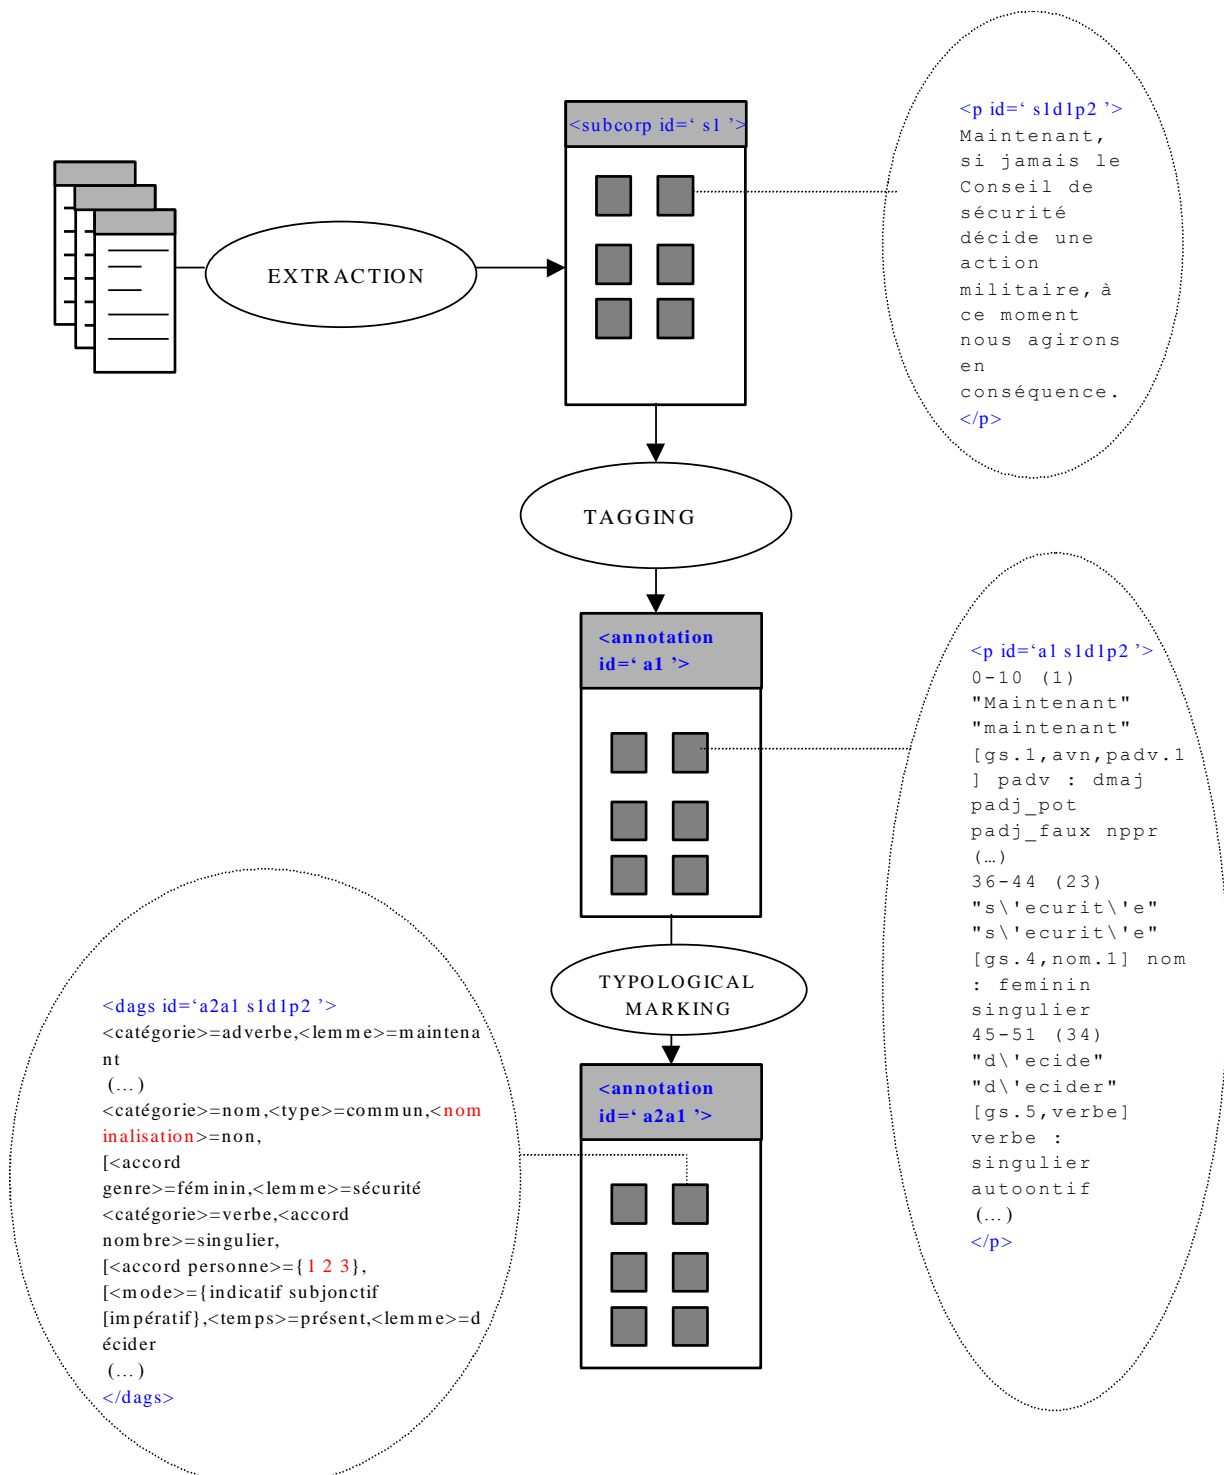 <subcorp id=‘ s1 ’>
EXTRACTION
<p id=‘ s1d1p2 ’>
Maintenant,
si jamais le
Conseil de
sécurité
décide une
action
militaire, à
ce moment
nous agirons
en
conséquence.
</p>
TAGGING
<annotation
id=‘ a1 ’>
<p id=‘a1 s1d1p2 ’>
0-10 (1)
"Maintenant"
"maintenant"
[gs.1,avn,padv.1
] padv : dmaj
padj_pot
padj_faux nppr
(…)
36-44 (23)
"s\'ecurit\'e"
"s\'ecurit\'e"
[gs.4,nom.1] nom
: feminin
singulier
45-51 (34)
"d\'ecide"
"d\'ecider"
[gs.5,verbe]
verbe :
singulier
autoontif
(…)
</p>
TYPOLOGICAL
MARKING
<annotation
id=‘ a2a1 ’>
<dags id=‘a2a1 s1d1p2 ’>
<catégorie>=adverbe,<lemme>=maintena
nt
(…)
<catégorie>=nom,<type>=commun,<nom
inalisation>=non,
[<accord
genre>=féminin,<lemme>=sécurité
<catégorie>=verbe,<accord
nombre>=singulier,
[<accord personne>={1 2 3},
[<mode>={indicatif subjonctif
[impératif},<temps>=présent,<lemme>=d
écider
(…)
</dags>